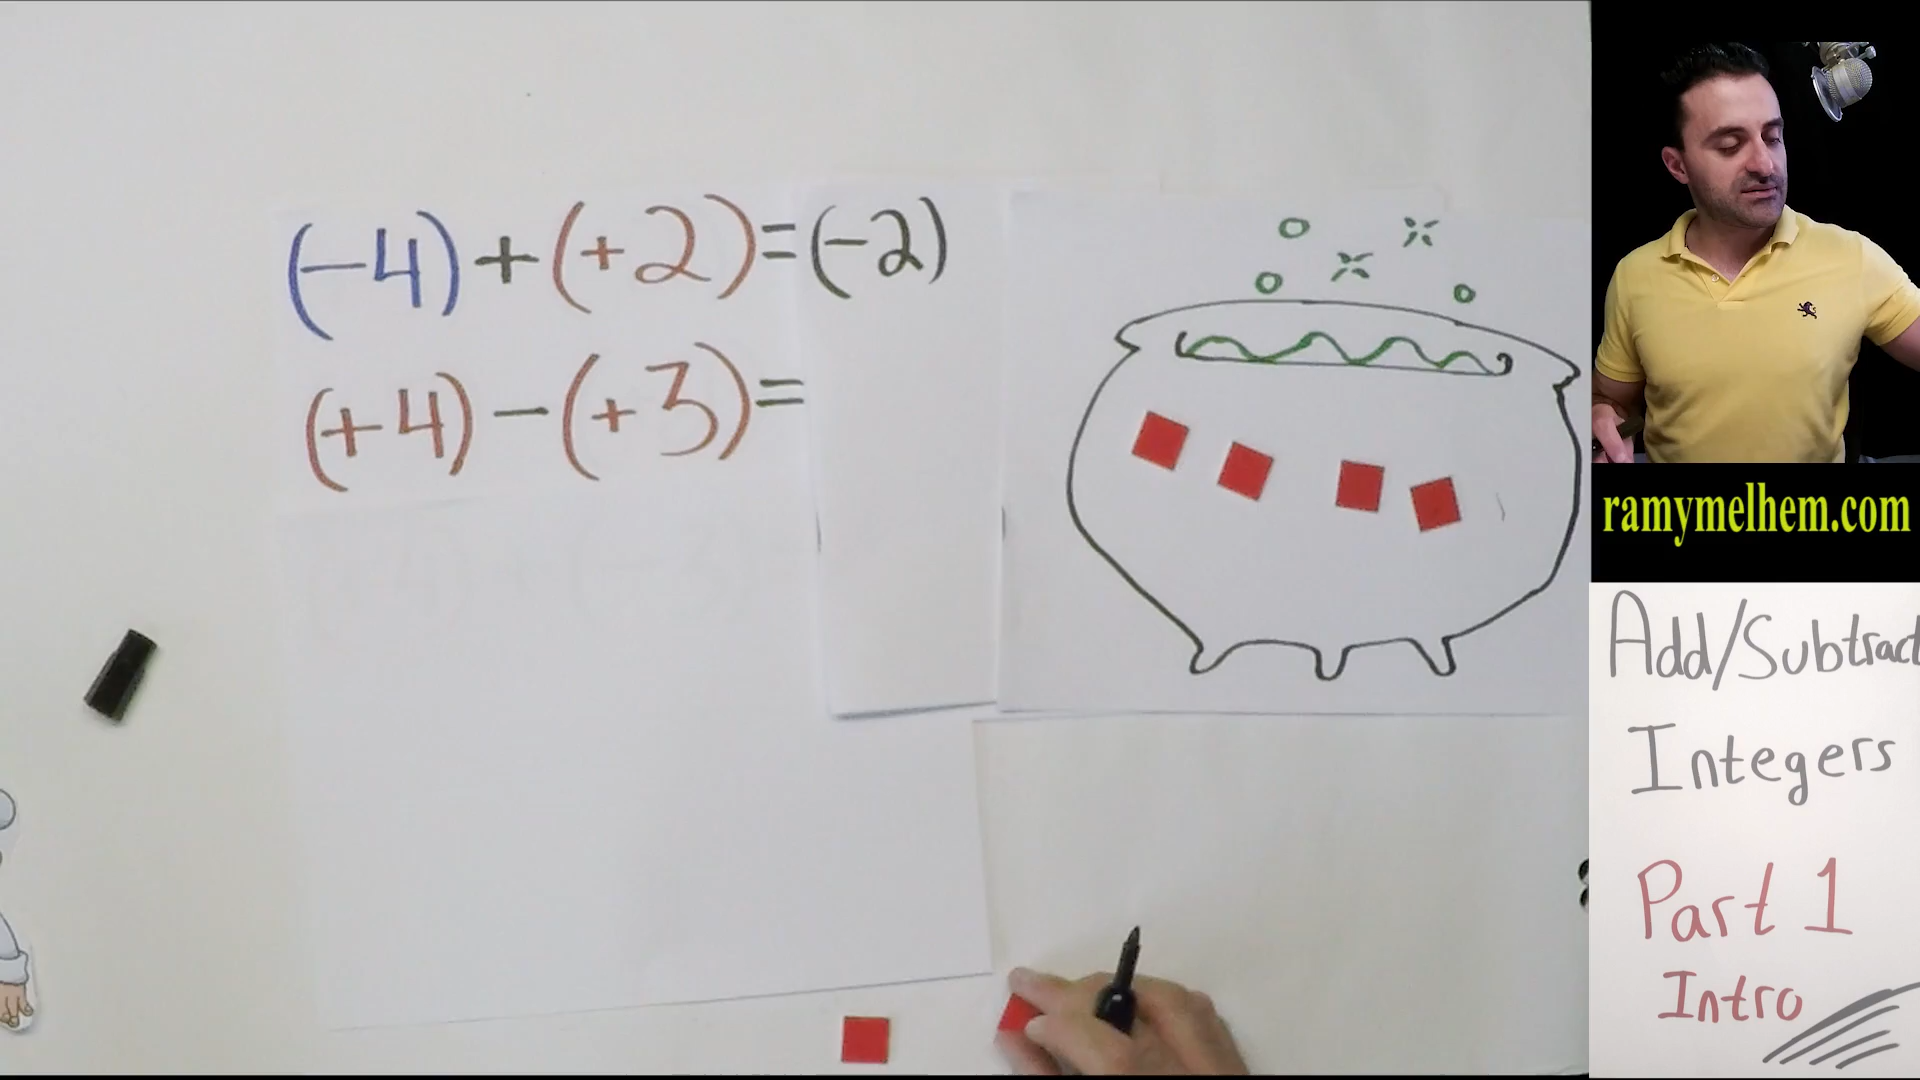 (-4)+(+2)=(-2)
(+4)-(+3)=
ramymelhem.com
Add/Subtract
Integers
Part 1
Intro